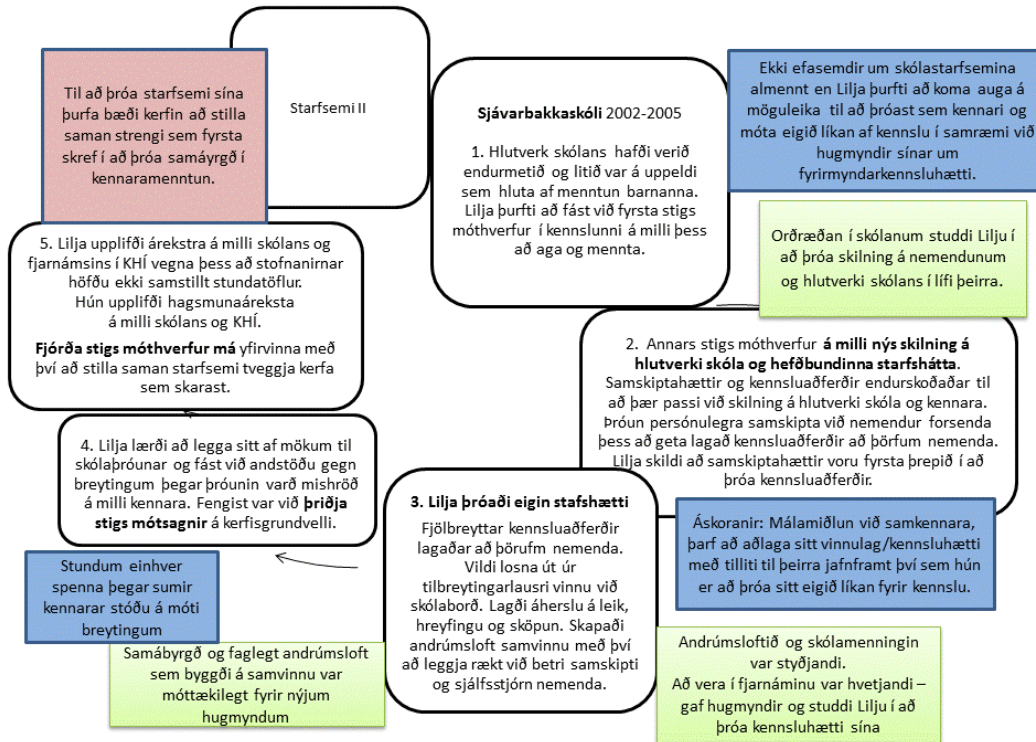 Til að þróa starfsemi sína
þurfa bæði kerfin að stilla
saman strengi sem fyrsta
skref í að þróa samáyrgð í
kennaramenntun.
Starfsemi II
Sjávarbakkaskóli 2002-2005
1. Hlutverk skólans hafði verið
endurmetið og litið var á uppeldi
sem hluta af menntun barnanna.
Lilja þurfti að fást við fyrsta stigs
móthverfur í kennslunni á milli þess
að aga og mennta.
Ekki efasemdir um skólastarfsemina
almennt en Lilja þurfti að koma auga á
möguleika til að þróast sem kennari og
móta eigið líkan af kennslu í samræmi við
hugmyndir sínar um
fyrirmyndarkennsluhætti.
Orðræðan í skólanum studdi Lilju í
að þróa skilning á nemendunum
og hlutverki skólans í lífi þeirra.
5. Lilja upplifði árekstra á milli skólans og
fjarnámsins í KHÍ vegna þess að stofnanirnar
höfðu ekki samstillt stundatöflur.
Hún upplifði hagsmunaáreksta
á milli skólans og KHÍ.
Fjórða stigs móthverfur má yfirvinna með
því að stilla saman starfsemi tveggja kerfa
sem skarast.
2. Annars stigs móthverfur á milli nýs skilning á
hlutverki skóla og hefðbundinna starfshátta.
Samskiptahættir og kennsluaðferðir endurskoðaðar til
að þær passi við skilning á hlutverki skóla og kennara.
Þróun persónulegra samskipta við nemendur forsenda
þess að geta lagað kennsluaðferðir að þörfum nemenda.
Lilja skildi að samskiptahættir voru fyrsta þrepið í að
þróa kennsluaðferðir.
4. Lilja lærði að legga sitt af mökum til
skólaþróunar og fást við andstöðu gegn
breytingum þegar þróunin varð mishröð
á milli kennara. Fengist var við þriðja
stigs mótsagnir á kerfisgrundvelli.
3. Lilja þróaði eigin stafshætti
Fjölbreyttar kennsluaðferðir
lagaðar að þörufm nemenda.
Vildi losna út úr
tilbreytingarlausri vinnu við
skólaborð. Lagði áherslu á leik,
hreyfingu og sköpun. Skapaði
andrúmsloft samvinnu með því
að leggja rækt við betri samskipti
og sjálfsstjórn nemenda.
Áskoranir: Málamiðlun við samkennara,
þarf að aðlaga sitt vinnulag/kennsluhætti
með tilliti til þeirra jafnframt því sem hún
er að þróa sitt eigið líkan fyrir kennslu.
Stundum einhver
spenna þegar sumir
kennarar stóðu á móti
breytingum
Samábyrgð og faglegt andrúmsloft
sem byggði á samvinnu var
móttækilegt fyrir nýjum
hugmyndum
Andrúmsloftið og skólamenningin
var styðjandi.
Að vera í fjarnáminu var hvetjandi –
gaf hugmyndir og studdi Lilju í að
þróa kennsluhætti sína